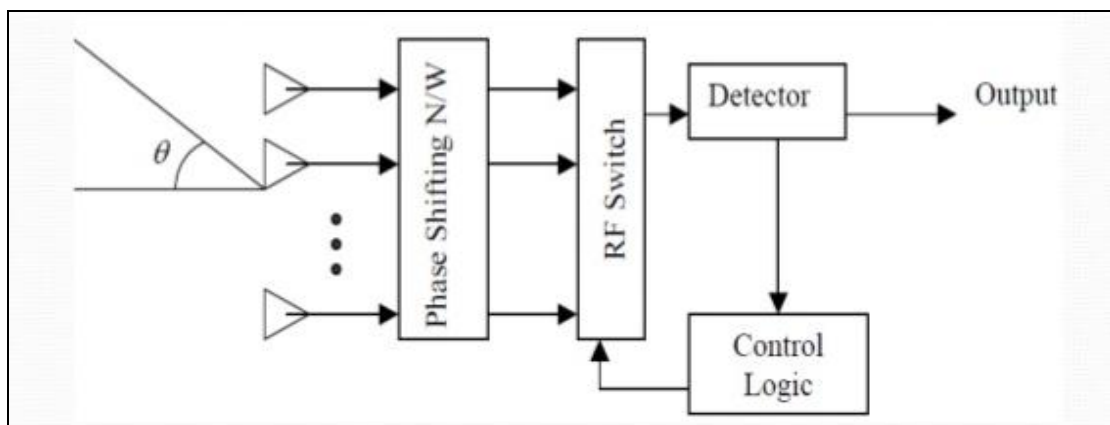 θ
Phase Shifting N/W
RF Switch
Detector
Output
Control
Logic